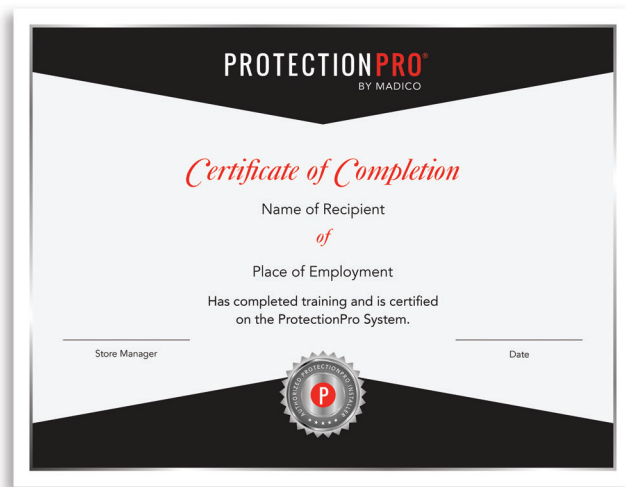 PROTECTIONPRO®
BY MADICO
Certificate of Completion
Name of Recipient
of
Place of Employment
Has completed training and is certified
on the ProtectionPro System.
Store Manager
Date
AUTHORIZED PROTECTIONPRO INSTALLER
P